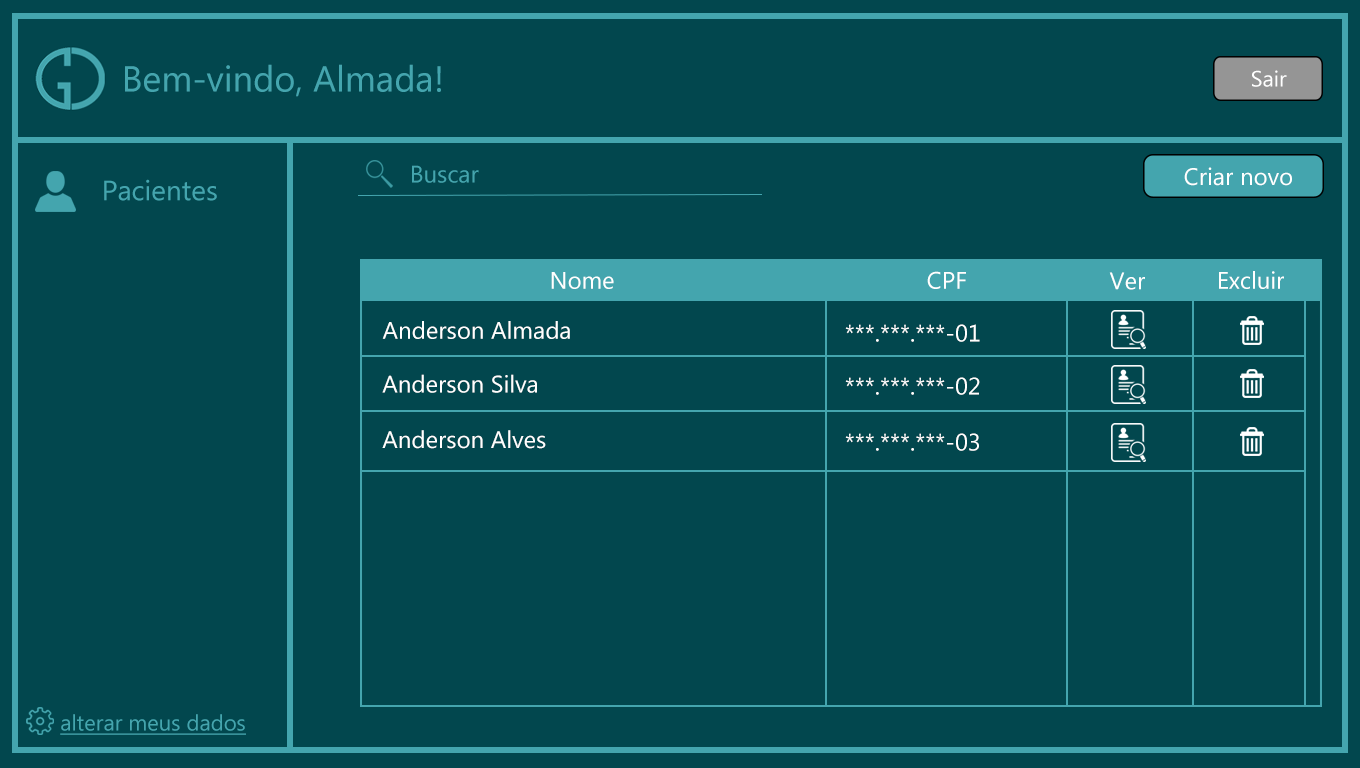 Bem-vindo, Almada!
Sair
Pacientes
Buscar
Criar novo
Nome CPF Ver Excluir
Anderson Almada ***.***.***-01
Anderson Silva ***.***.***-02
Anderson Alves ***.***.***-03
alterar meus dados